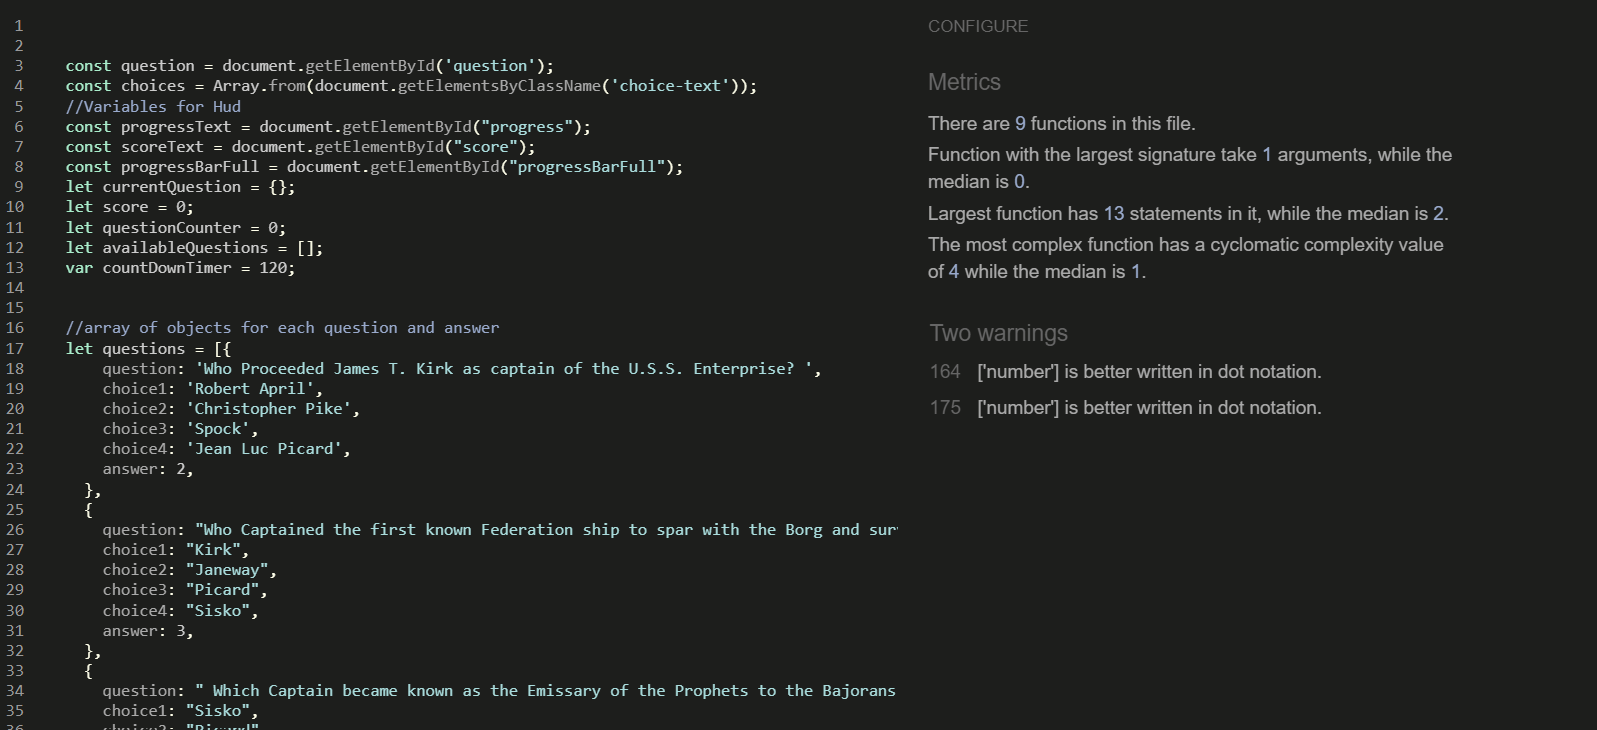 1
2
3 const question = document.getElementById('question');
4 const choices = Array.from(document.getElementsByClassName('choice-text'));
5 //Variables for Hud
6 const progressText = document.getElementById("progress");
7 const scoreText = document.getElementById("score");
8 const progressBarFull = document.getElementById("progressBarFull");
9 let currentQuestion = {};
10 let score = 0;
11 let questionCounter = 0;
12 let availableQuestions = [];
13 var countDownTimer = 120;
14
15
16 //array of objects for each question and answer
17 let questions = [{
18 question: 'Who Proceeded James T. Kirk as captain of the U.S.S. Enterprise? ',
19 choice1: 'Robert April',
20 choice2: 'Christopher Pike',
21 choice3: 'Spock',
22 choice4: 'Jean Luc Picard',
23 answer: 2,
24 },
25 {
26 question: "Who Captained the first known Federation ship to spar with the Borg and sur
27 choice1: "Kirk",
28 choice2: "Janeway",
29 choice3: "Picard",
30 choice4: "Sisko",
31 answer: 3,
32 },
33 {
34 question: " Which Captain became known as the Emissary of the Prophets to the Bajorans
35 choice1: "Sisko",
36 choice2: "Picard"
CONFIGURE
Metrics
There are 9 functions in this file.
Function with the largest signature take 1 arguments, while the
median is 0.
Largest function has 13 statements in it, while the median is 2.
The most complex function has a cyclomatic complexity value
of 4 while the median is 1.
Two warnings
164 ['number'] is better written in dot notation.
175 ['number'] is better written in dot notation.